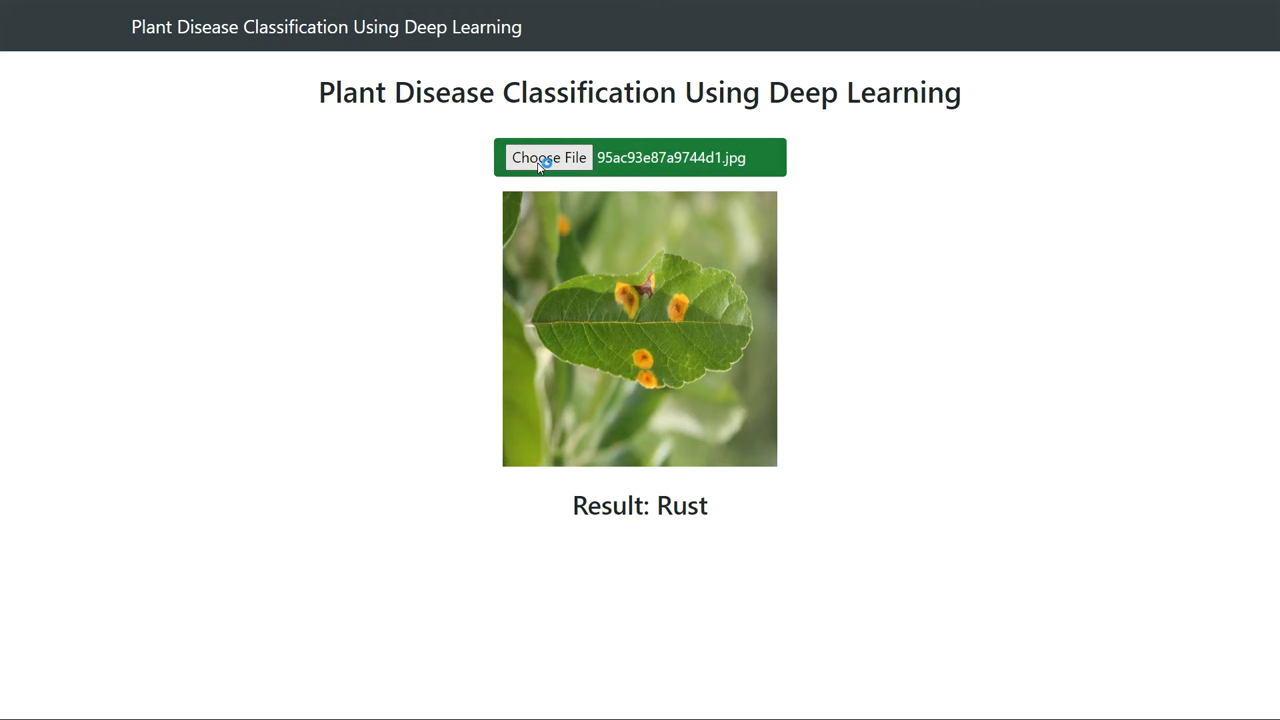 Plant Disease Classification Using Deep Learning
Plant Disease Classification Using Deep Learning
Choose File 95ac93e87a9744d1.jpg
Result: Rust